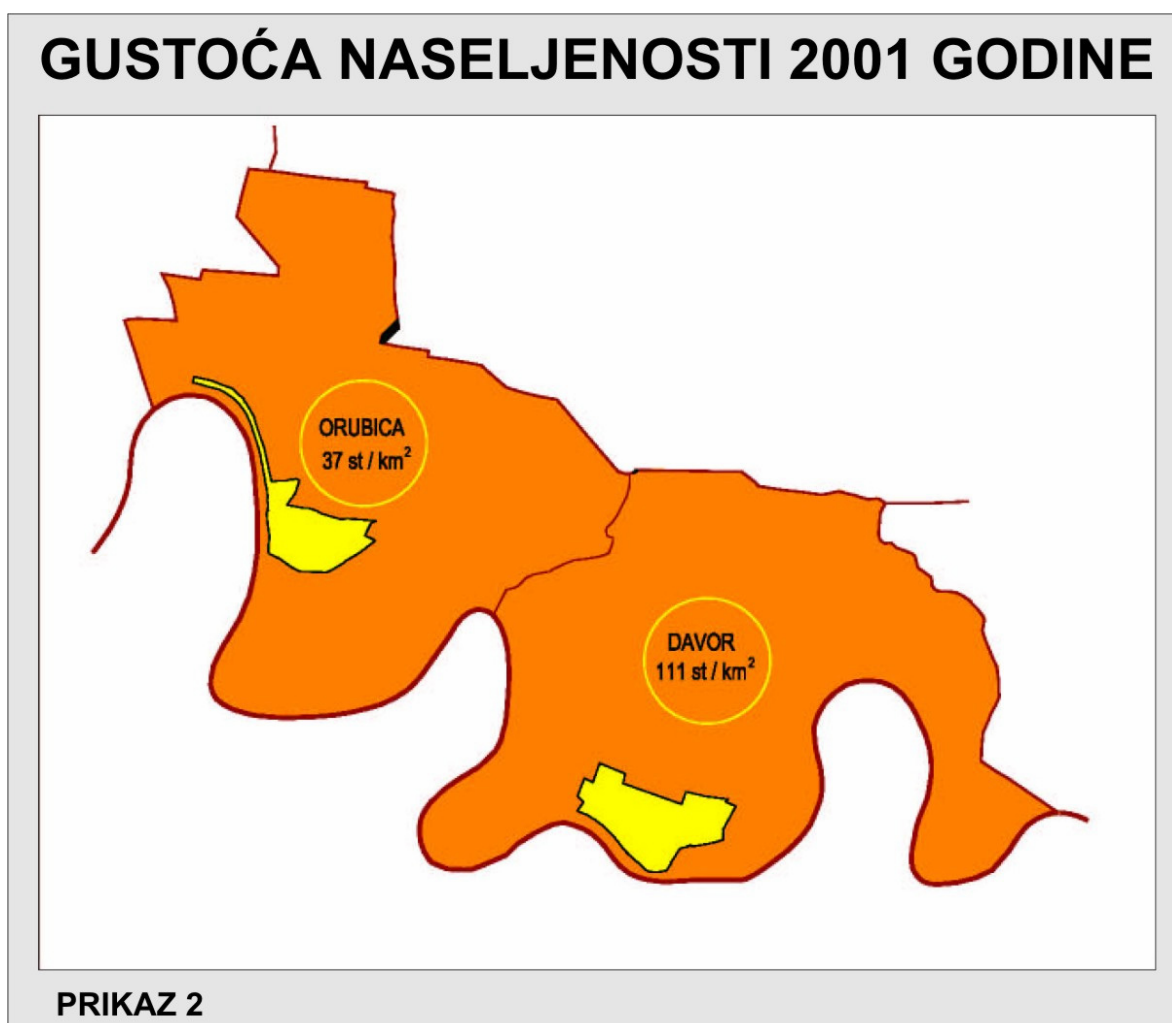 GUSTOĆA NASELJENOSTI 2001 GODINE
ORUBICA
37 st / km²
DAVOR
111 st / km²
PRIKAZ 2